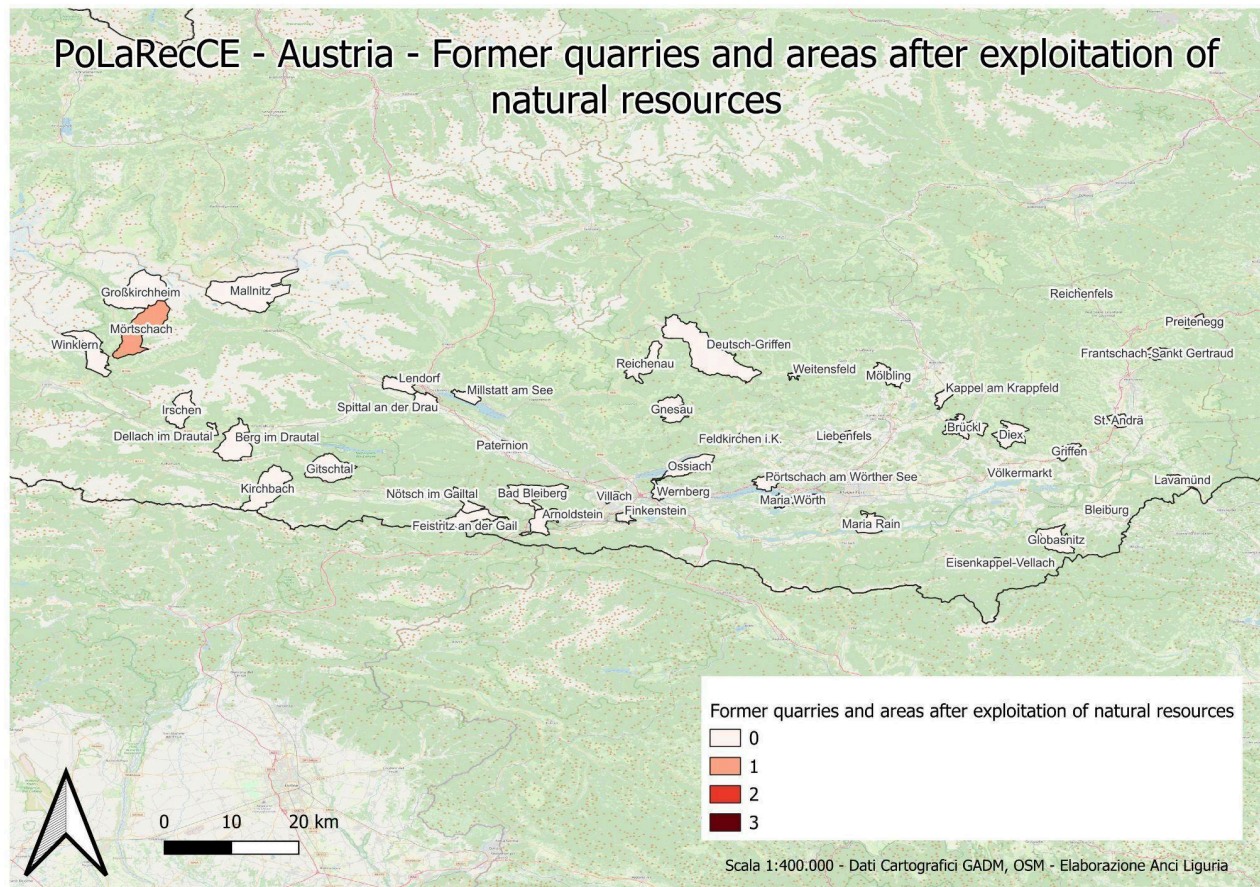 PoLaRecCE - Austria - Former quarries and areas after exploitation of
natural resources
Reichenfels
Großkirchheim
Mallnitz
Preitenegg
Mörtschach
Winklern
Deutsch-Griffen
Frantschach-Sankt Gertraud
Reichenau
Weitensfeld
Mölbling
Lendorf
Millstatt am See
Kappel am Krappfeld
Spittal an der Drau
Irschen
Gnesau
St. Andrä
Brückl
Dellach im Drautal
Berg im Drautal
Diex
Feldkirchen i.K.
Liebenfels
Paternion
Griffen
Gitschtal
Ossiach
Völkermarkt
Pörtschach am Wörther See
Lavamünd
Kirchbach
Nötsch im Gailtal
Bad Bleiberg
Villach
Wernberg
Maria Wörth
Bleiburg
Arnoldstein
Finkenstein
Feistritz an der Gail
Maria Rain
Globasnitz
Eisenkappel-Vellach
Former quarries and areas after exploitation of natural resources
0
1
2
3
0 10 20 km
Scala 1:400.000 - Dati Cartografici GADM, OSM - Elaborazione Anci Liguria